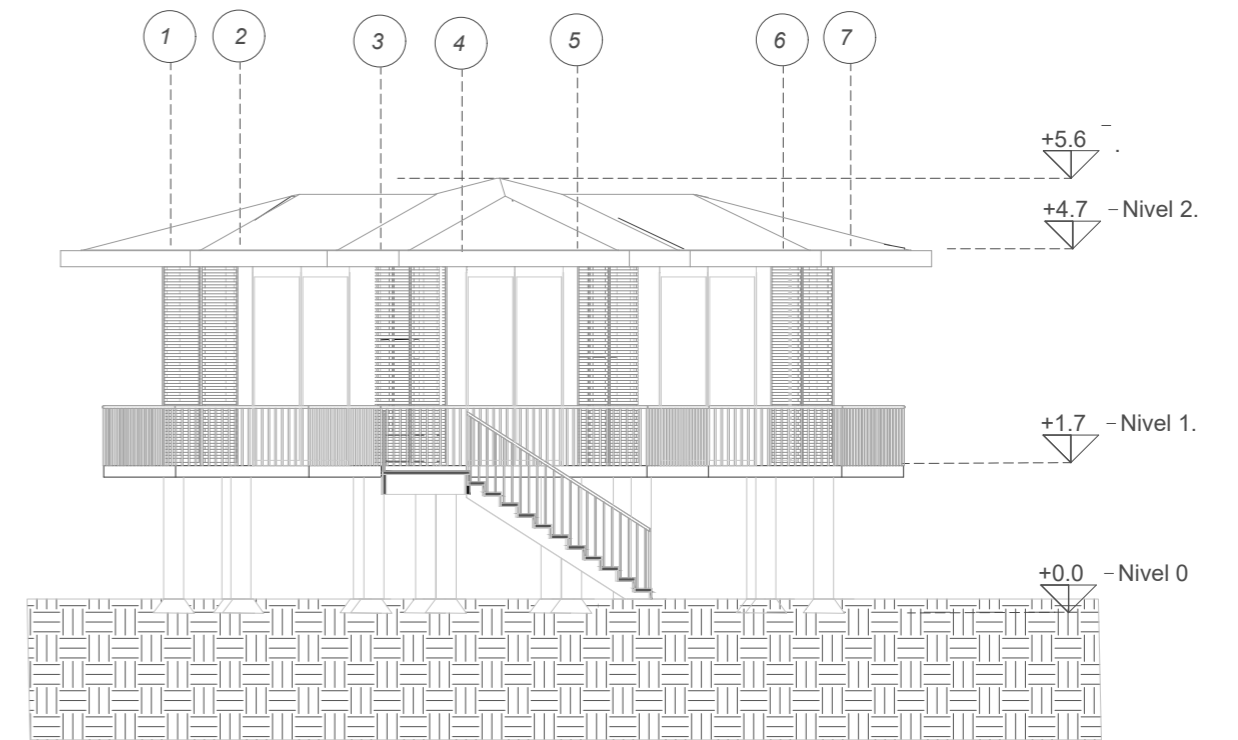 1 2 3 4 5 6 7
+5.6
+4.7 - Nivel 2.
+1.7 - Nivel 1.
+0.0 - Nivel 0